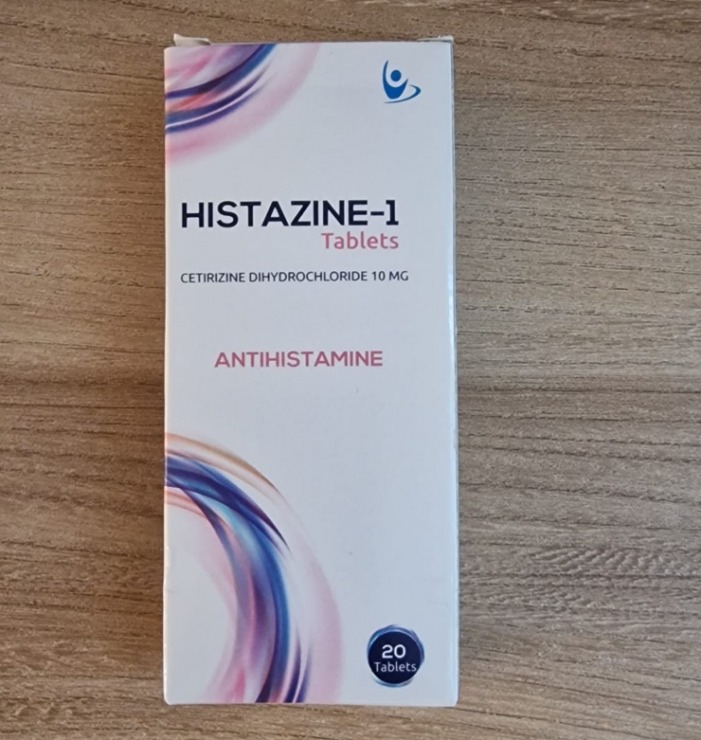 HISTAZINE-1
Tablets
CETIRIZINE DIHYDROCHLORIDE 10 MG
ANTIHISTAMINE
20
Tablets